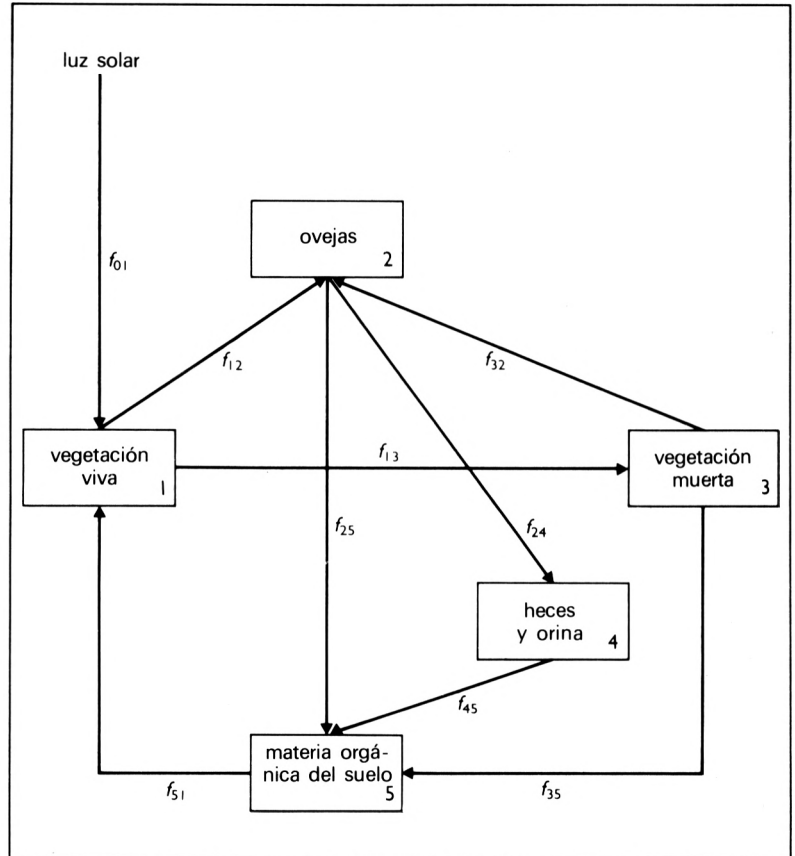 luz solar
ovejas
2
f01
f12
f32
vegetación
viva
1
f13
vegetación
muerta
3
f25
f24
heces
y orina
4
f45
materia orgá-
nica del suelo
5
f51
f35